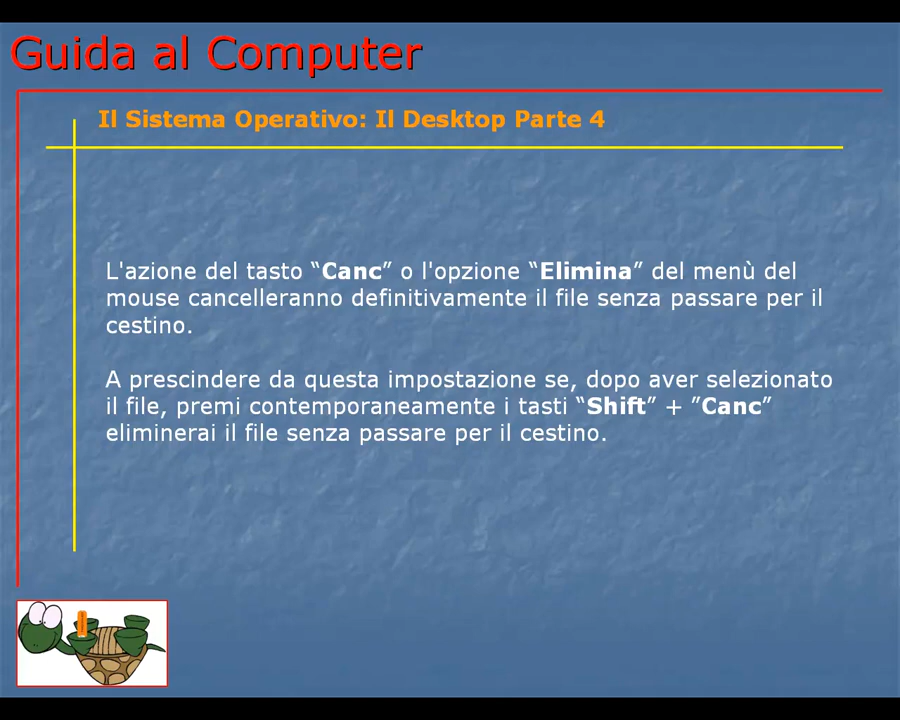 Guida al Computer
Il Sistema Operativo: Il Desktop Parte 4
L'azione del tasto “Canc” o l'opzione “Elimina” del menù del
mouse cancelleranno definitivamente il file senza passare per il
cestino.
A prescindere da questa impostazione se, dopo aver selezionato
il file, premi contemporaneamente i tasti “Shift” + ”Canc”
eliminerai il file senza passare per il cestino.